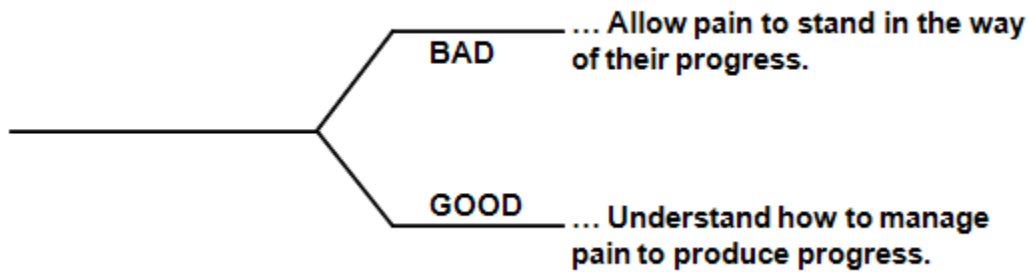 BAD
... Allow pain to stand in the way
of their progress.
GOOD
... Understand how to manage
pain to produce progress.